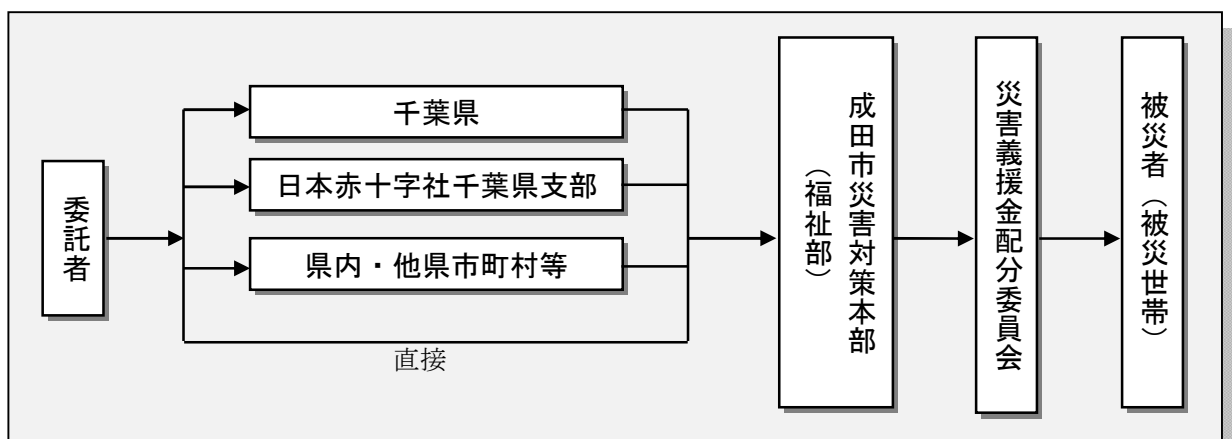 委託者
千葉県
日本赤十字社千葉県支部
県内・他県市町村等
直接
成田市災害対策本部
（福祉部）
災害義援金配分委員会
被災者（被災世帯）